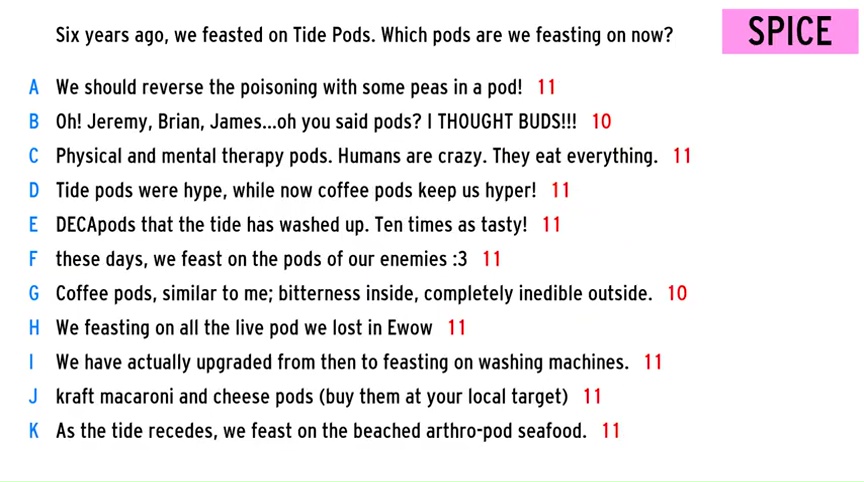 Six years ago, we feasted on Tide Pods. Which pods are we feasting on now?
SPICE
A We should reverse the poisoning with some peas in a pod! 11
B Oh! Jeremy, Brian, James...oh you said pods? I THOUGHT BUDS!!! 10
C Physical and mental therapy pods. Humans are crazy. They eat everything. 11
D Tide pods were hype, while now coffee pods keep us hyper! 11
E DECApods that the tide has washed up. Ten times as tasty! 11
F these days, we feast on the pods of our enemies :3 11
G Coffee pods, similar to me; bitterness inside, completely inedible outside. 10
H We feasting on all the live pod we lost in Ewow 11
I We have actually upgraded from then to feasting on washing machines. 11
J kraft macaroni and cheese pods (buy them at your local target) 11
K As the tide recedes, we feast on the beached arthro-pod seafood. 11